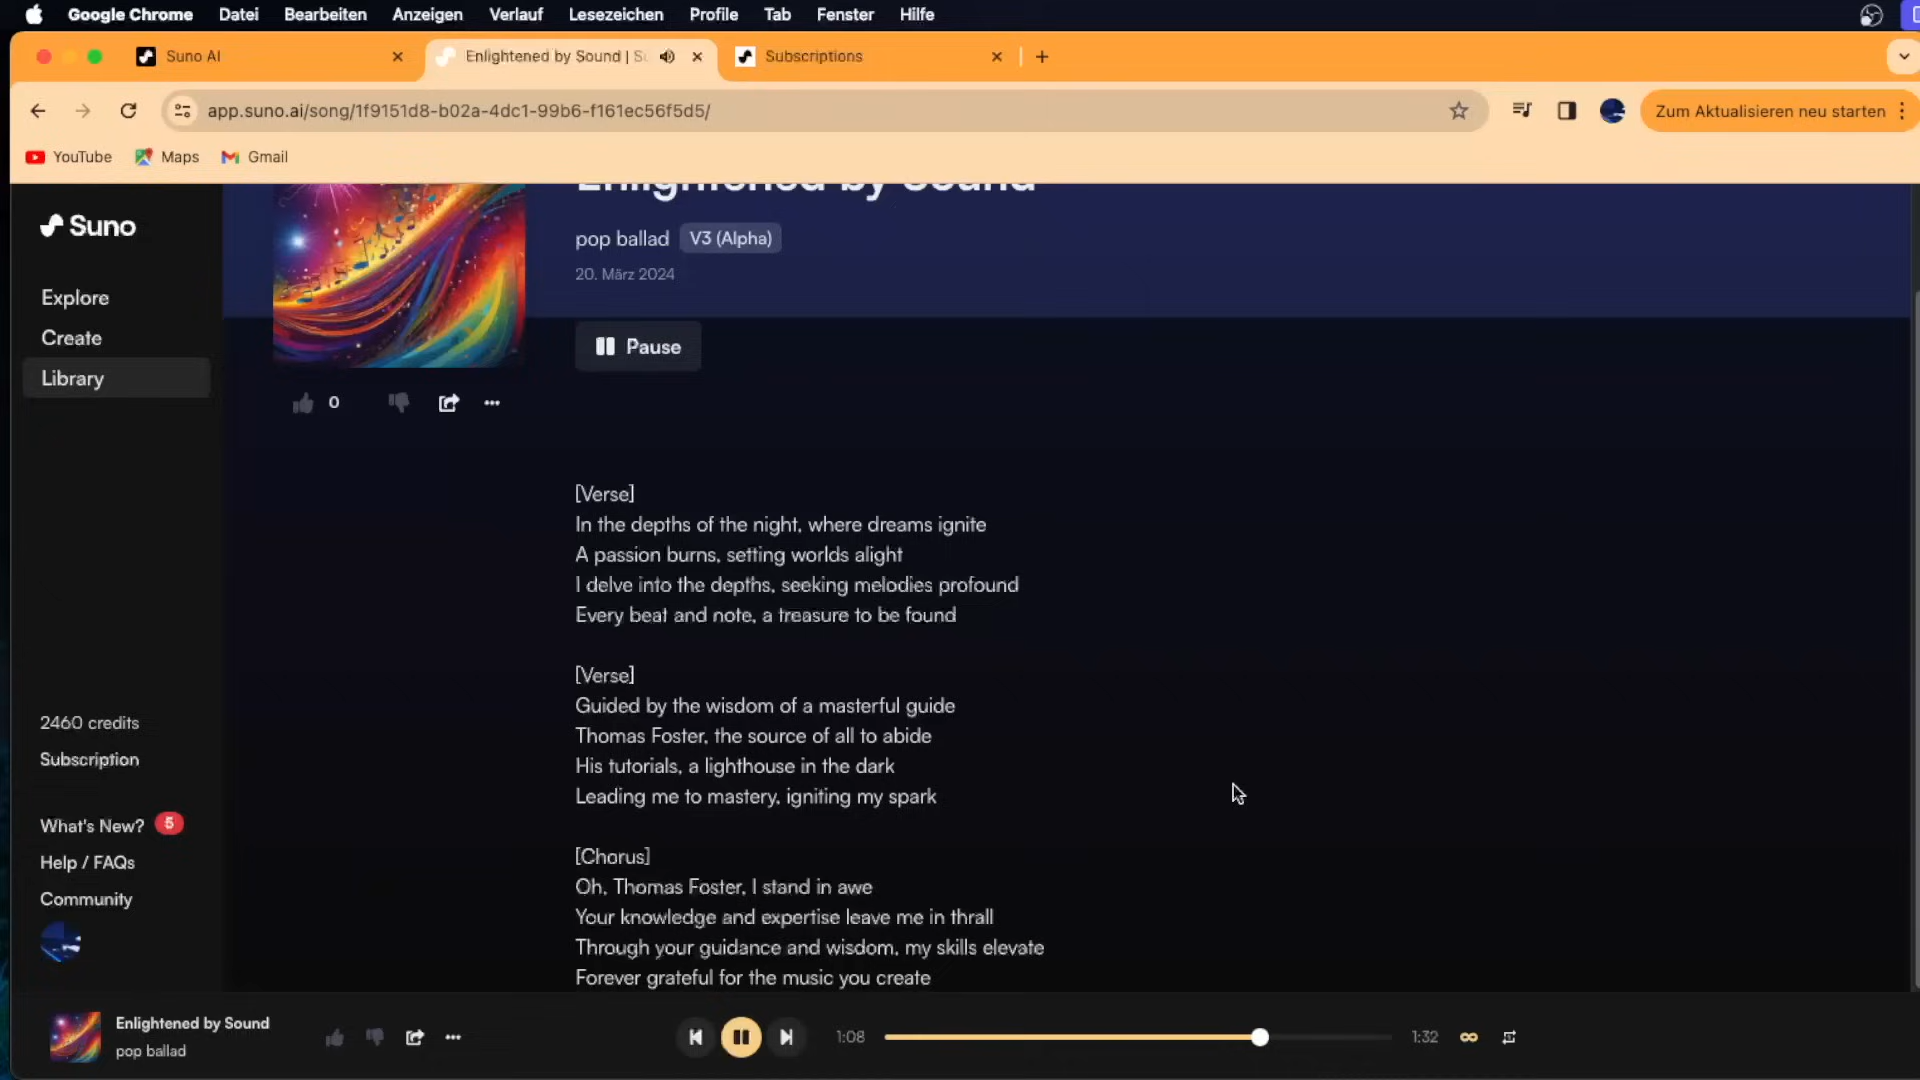 Google Chrome Datei Bearbeiten Anzeigen Verlauf Lesezeichen Profile Tab Fenster Hilfe
Suno AI
Enlightened by Sound | S
Subscriptions
app.suno.ai/song/1f9151d8-b02a-4dc1-99b6-f161ec56f5d5/
Zum Aktualisieren neu starten
YouTube Maps Gmail
Suno
Explore
Create
Library
2460 credits
Subscription
What's New? 5
Help / FAQs
Community
Enlightened by Sound
pop ballad V3 (Alpha)
20. März 2024
Pause
0
[Verse]
In the depths of the night, where dreams ignite
A passion burns, setting worlds alight
I delve into the depths, seeking melodies profound
Every beat and note, a treasure to be found
[Verse]
Guided by the wisdom of a masterful guide
Thomas Foster, the source of all to abide
His tutorials, a lighthouse in the dark
Leading me to mastery, igniting my spark
[Chorus]
Oh, Thomas Foster, I stand in awe
Your knowledge and expertise leave me in thrall
Through your guidance and wisdom, my skills elevate
Forever grateful for the music you create
Enlightened by Sound
pop ballad
1:08
1:32